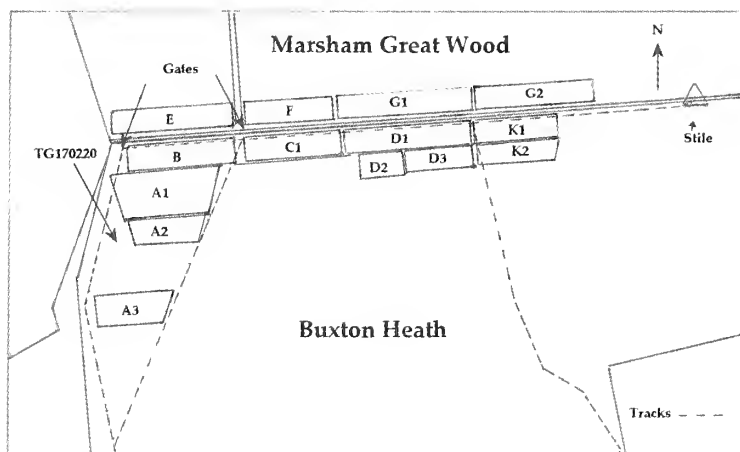 Marsham Great Wood
N
Gates
G2
G1
F
E
Stile
K1
D1
C1
TG170220
B
K2
D3
D2
A1
A2
A3
Buxton Heath
Tracks